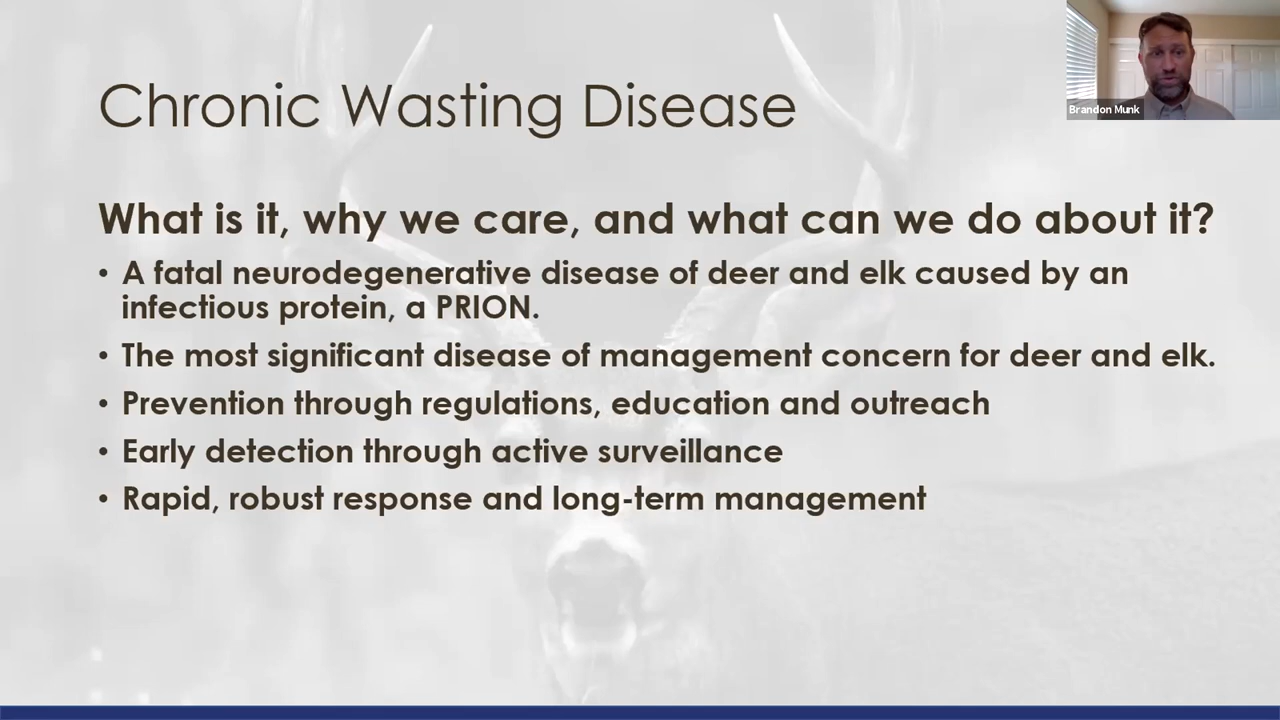 Chronic Wasting Disease
Brandon Munk
What is it, why we care, and what can we do about it?
• A fatal neurodegenerative disease of deer and elk caused by an
infectious protein, a PRION.
• The most significant disease of management concern for deer and elk.
• Prevention through regulations, education and outreach
• Early detection through active surveillance
• Rapid, robust response and long-term management